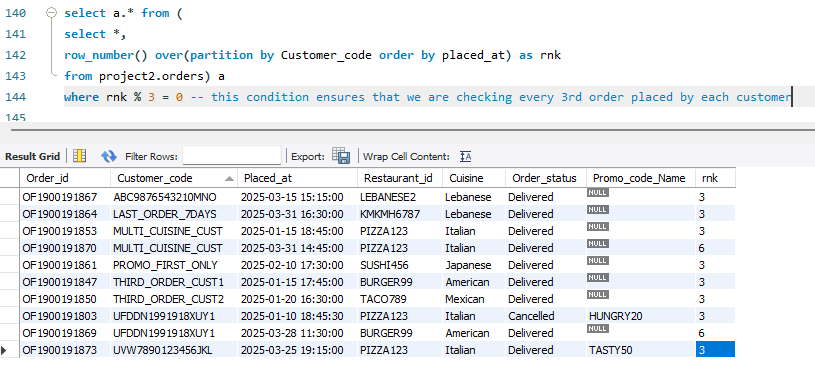 140 select a.* from (
141 select *,
142 row_number() over(partition by Customer_code order by placed_at) as rnk
143 from project2.orders) a
144 where rnk % 3 = 0 -- this condition ensures that we are checking every 3rd order placed by each customer
145
Result Grid Filter Rows: Export: Wrap Cell Content:
Order_id Customer_code Placed_at Restaurant_id Cuisine Order_status Promo_code_Name rnk
OF1900191867 ABC9876543210MNO 2025-03-15 15:15:00 LEBANESE2 Lebanese Delivered NULL 3
OF1900191864 LAST_ORDER_7DAYS 2025-03-31 16:30:00 KMKMH6787 Lebanese Delivered NULL 3
OF1900191853 MULTI_CUISINE_CUST 2025-01-15 18:45:00 PIZZA123 Italian Delivered NULL 3
OF1900191870 MULTI_CUISINE_CUST 2025-03-31 14:45:00 PIZZA123 Italian Delivered NULL 6
OF1900191861 PROMO_FIRST_ONLY 2025-02-10 17:30:00 SUSHI456 Japanese Delivered NULL 3
OF1900191847 THIRD_ORDER_CUST1 2025-01-15 17:45:00 BURGER99 American Delivered NULL 3
OF1900191850 THIRD_ORDER_CUST2 2025-01-20 16:30:00 TACO789 Mexican Delivered NULL 3
OF1900191803 UFDDN1991918XUY1 2025-01-10 18:45:30 PIZZA123 Italian Cancelled HUNGRY20 3
OF1900191869 UFDDN1991918XUY1 2025-03-28 11:30:00 BURGER99 American Delivered NULL 6
OF1900191873 UVW7890123456JKL 2025-03-25 19:15:00 PIZZA123 Italian Delivered TASTY50 3